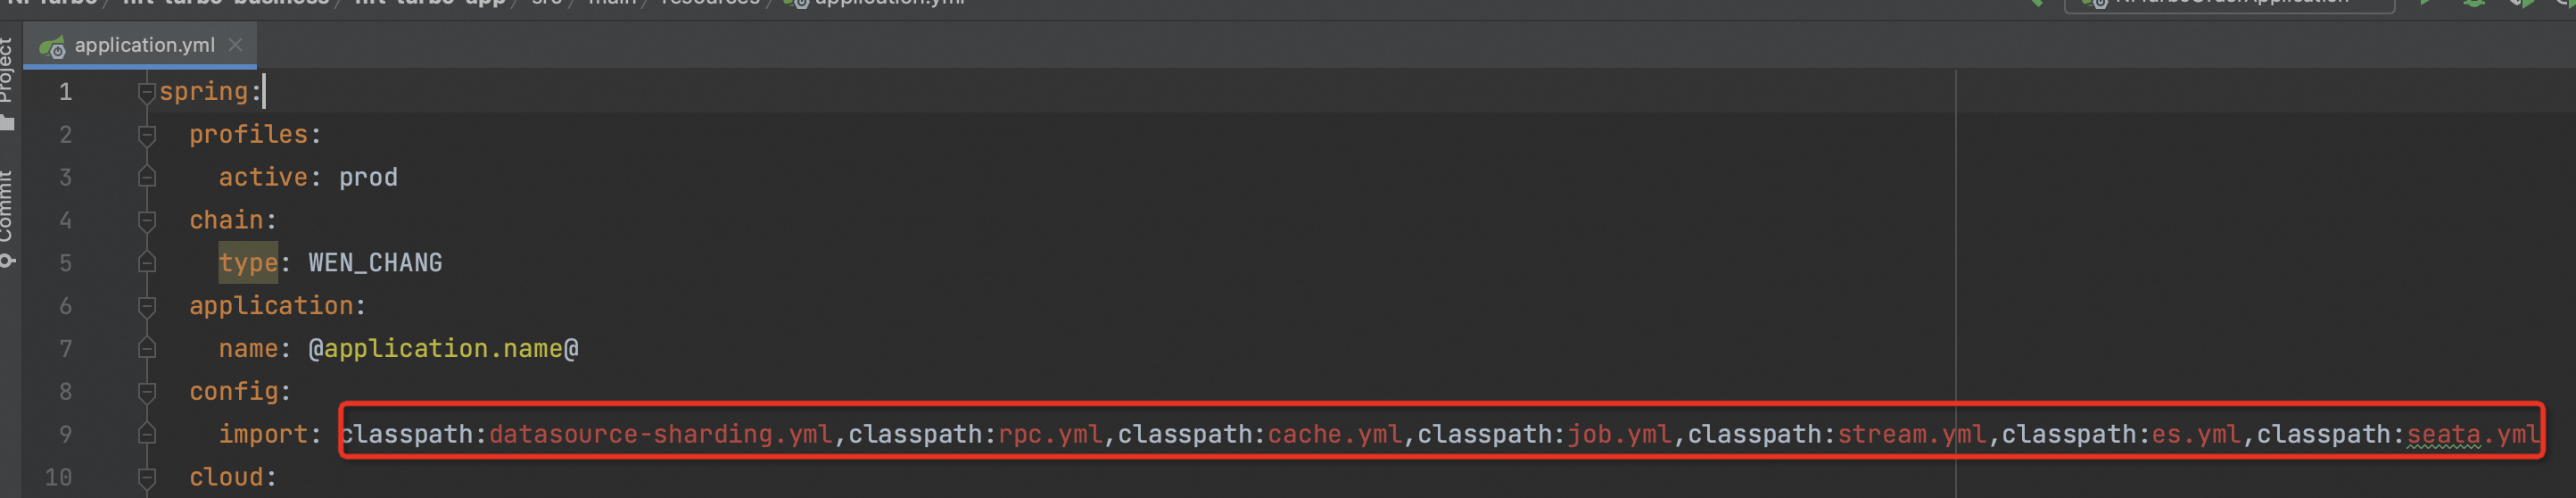 application.yml
Project
Commit
1 spring:
2 profiles:
3 active: prod
4 chain:
5 type: WEN_CHANG
6 application:
7 name: @application.name@
8 config:
9 import: classpath:datasource-sharding.yml,classpath:rpc.yml,classpath:cache.yml,classpath:job.yml,classpath:stream.yml,classpath:es.yml,classpath:seata.yml
10 cloud: